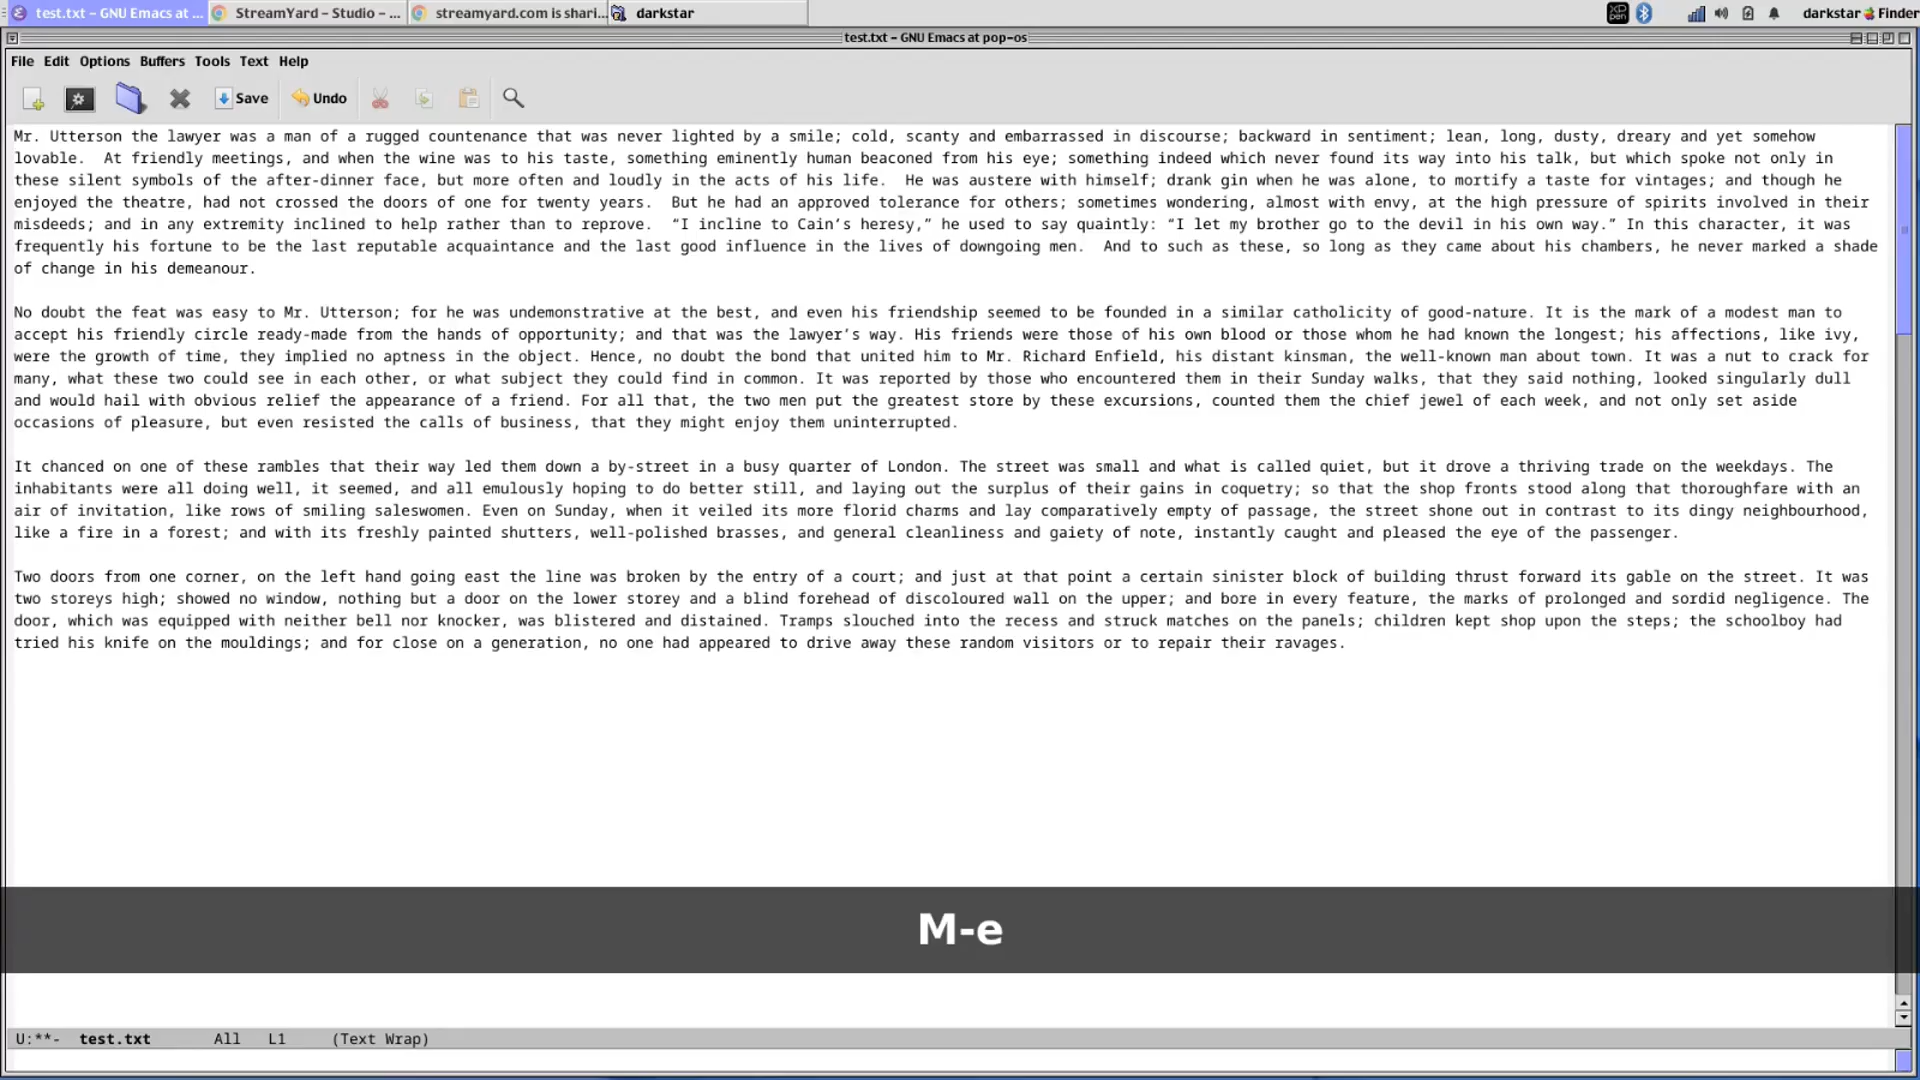 test.txt – GNU Emacs at ... StreamYard – Studio – ... streamyard.com is shari... darkstar XP pen darkstar Finder
test.txt – GNU Emacs at pop-os
File Edit Options Buffers Tools Text Help
Save Undo
Mr. Utterson the lawyer was a man of a rugged countenance that was never lighted by a smile; cold, scanty and embarrassed in discourse; backward in sentiment; lean, long, dusty, dreary and yet somehow
lovable.  At friendly meetings, and when the wine was to his taste, something eminently human beaconed from his eye; something indeed which never found its way into his talk, but which spoke not only in
these silent symbols of the after-dinner face, but more often and loudly in the acts of his life.  He was austere with himself; drank gin when he was alone, to mortify a taste for vintages; and though he
enjoyed the theatre, had not crossed the doors of one for twenty years.  But he had an approved tolerance for others; sometimes wondering, almost with envy, at the high pressure of spirits involved in their
misdeeds; and in any extremity inclined to help rather than to reprove.  “I incline to Cain’s heresy,” he used to say quaintly: “I let my brother go to the devil in his own way.” In this character, it was
frequently his fortune to be the last reputable acquaintance and the last good influence in the lives of downgoing men.  And to such as these, so long as they came about his chambers, he never marked a shade
of change in his demeanour.
No doubt the feat was easy to Mr. Utterson; for he was undemonstrative at the best, and even his friendship seemed to be founded in a similar catholicity of good-nature. It is the mark of a modest man to
accept his friendly circle ready-made from the hands of opportunity; and that was the lawyer’s way. His friends were those of his own blood or those whom he had known the longest; his affections, like ivy,
were the growth of time, they implied no aptness in the object. Hence, no doubt the bond that united him to Mr. Richard Enfield, his distant kinsman, the well-known man about town. It was a nut to crack for
many, what these two could see in each other, or what subject they could find in common. It was reported by those who encountered them in their Sunday walks, that they said nothing, looked singularly dull
and would hail with obvious relief the appearance of a friend. For all that, the two men put the greatest store by these excursions, counted them the chief jewel of each week, and not only set aside
occasions of pleasure, but even resisted the calls of business, that they might enjoy them uninterrupted.
It chanced on one of these rambles that their way led them down a by-street in a busy quarter of London. The street was small and what is called quiet, but it drove a thriving trade on the weekdays. The
inhabitants were all doing well, it seemed, and all emulously hoping to do better still, and laying out the surplus of their gains in coquetry; so that the shop fronts stood along that thoroughfare with an
air of invitation, like rows of smiling saleswomen. Even on Sunday, when it veiled its more florid charms and lay comparatively empty of passage, the street shone out in contrast to its dingy neighbourhood,
like a fire in a forest; and with its freshly painted shutters, well-polished brasses, and general cleanliness and gaiety of note, instantly caught and pleased the eye of the passenger.
Two doors from one corner, on the left hand going east the line was broken by the entry of a court; and just at that point a certain sinister block of building thrust forward its gable on the street. It was
two storeys high; showed no window, nothing but a door on the lower storey and a blind forehead of discoloured wall on the upper; and bore in every feature, the marks of prolonged and sordid negligence. The
door, which was equipped with neither bell nor knocker, was blistered and distained. Tramps slouched into the recess and struck matches on the panels; children kept shop upon the steps; the schoolboy had
tried his knife on the mouldings; and for close on a generation, no one had appeared to drive away these random visitors or to repair their ravages.
M-e
U:**-  test.txt       All   L1     (Text Wrap)